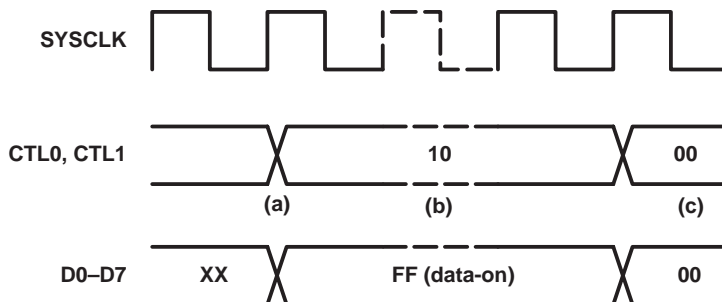 SYSCLK
CTL0, CTL1 10 00
(a) (b) (c)
D0–D7 XX FF (data-on) 00